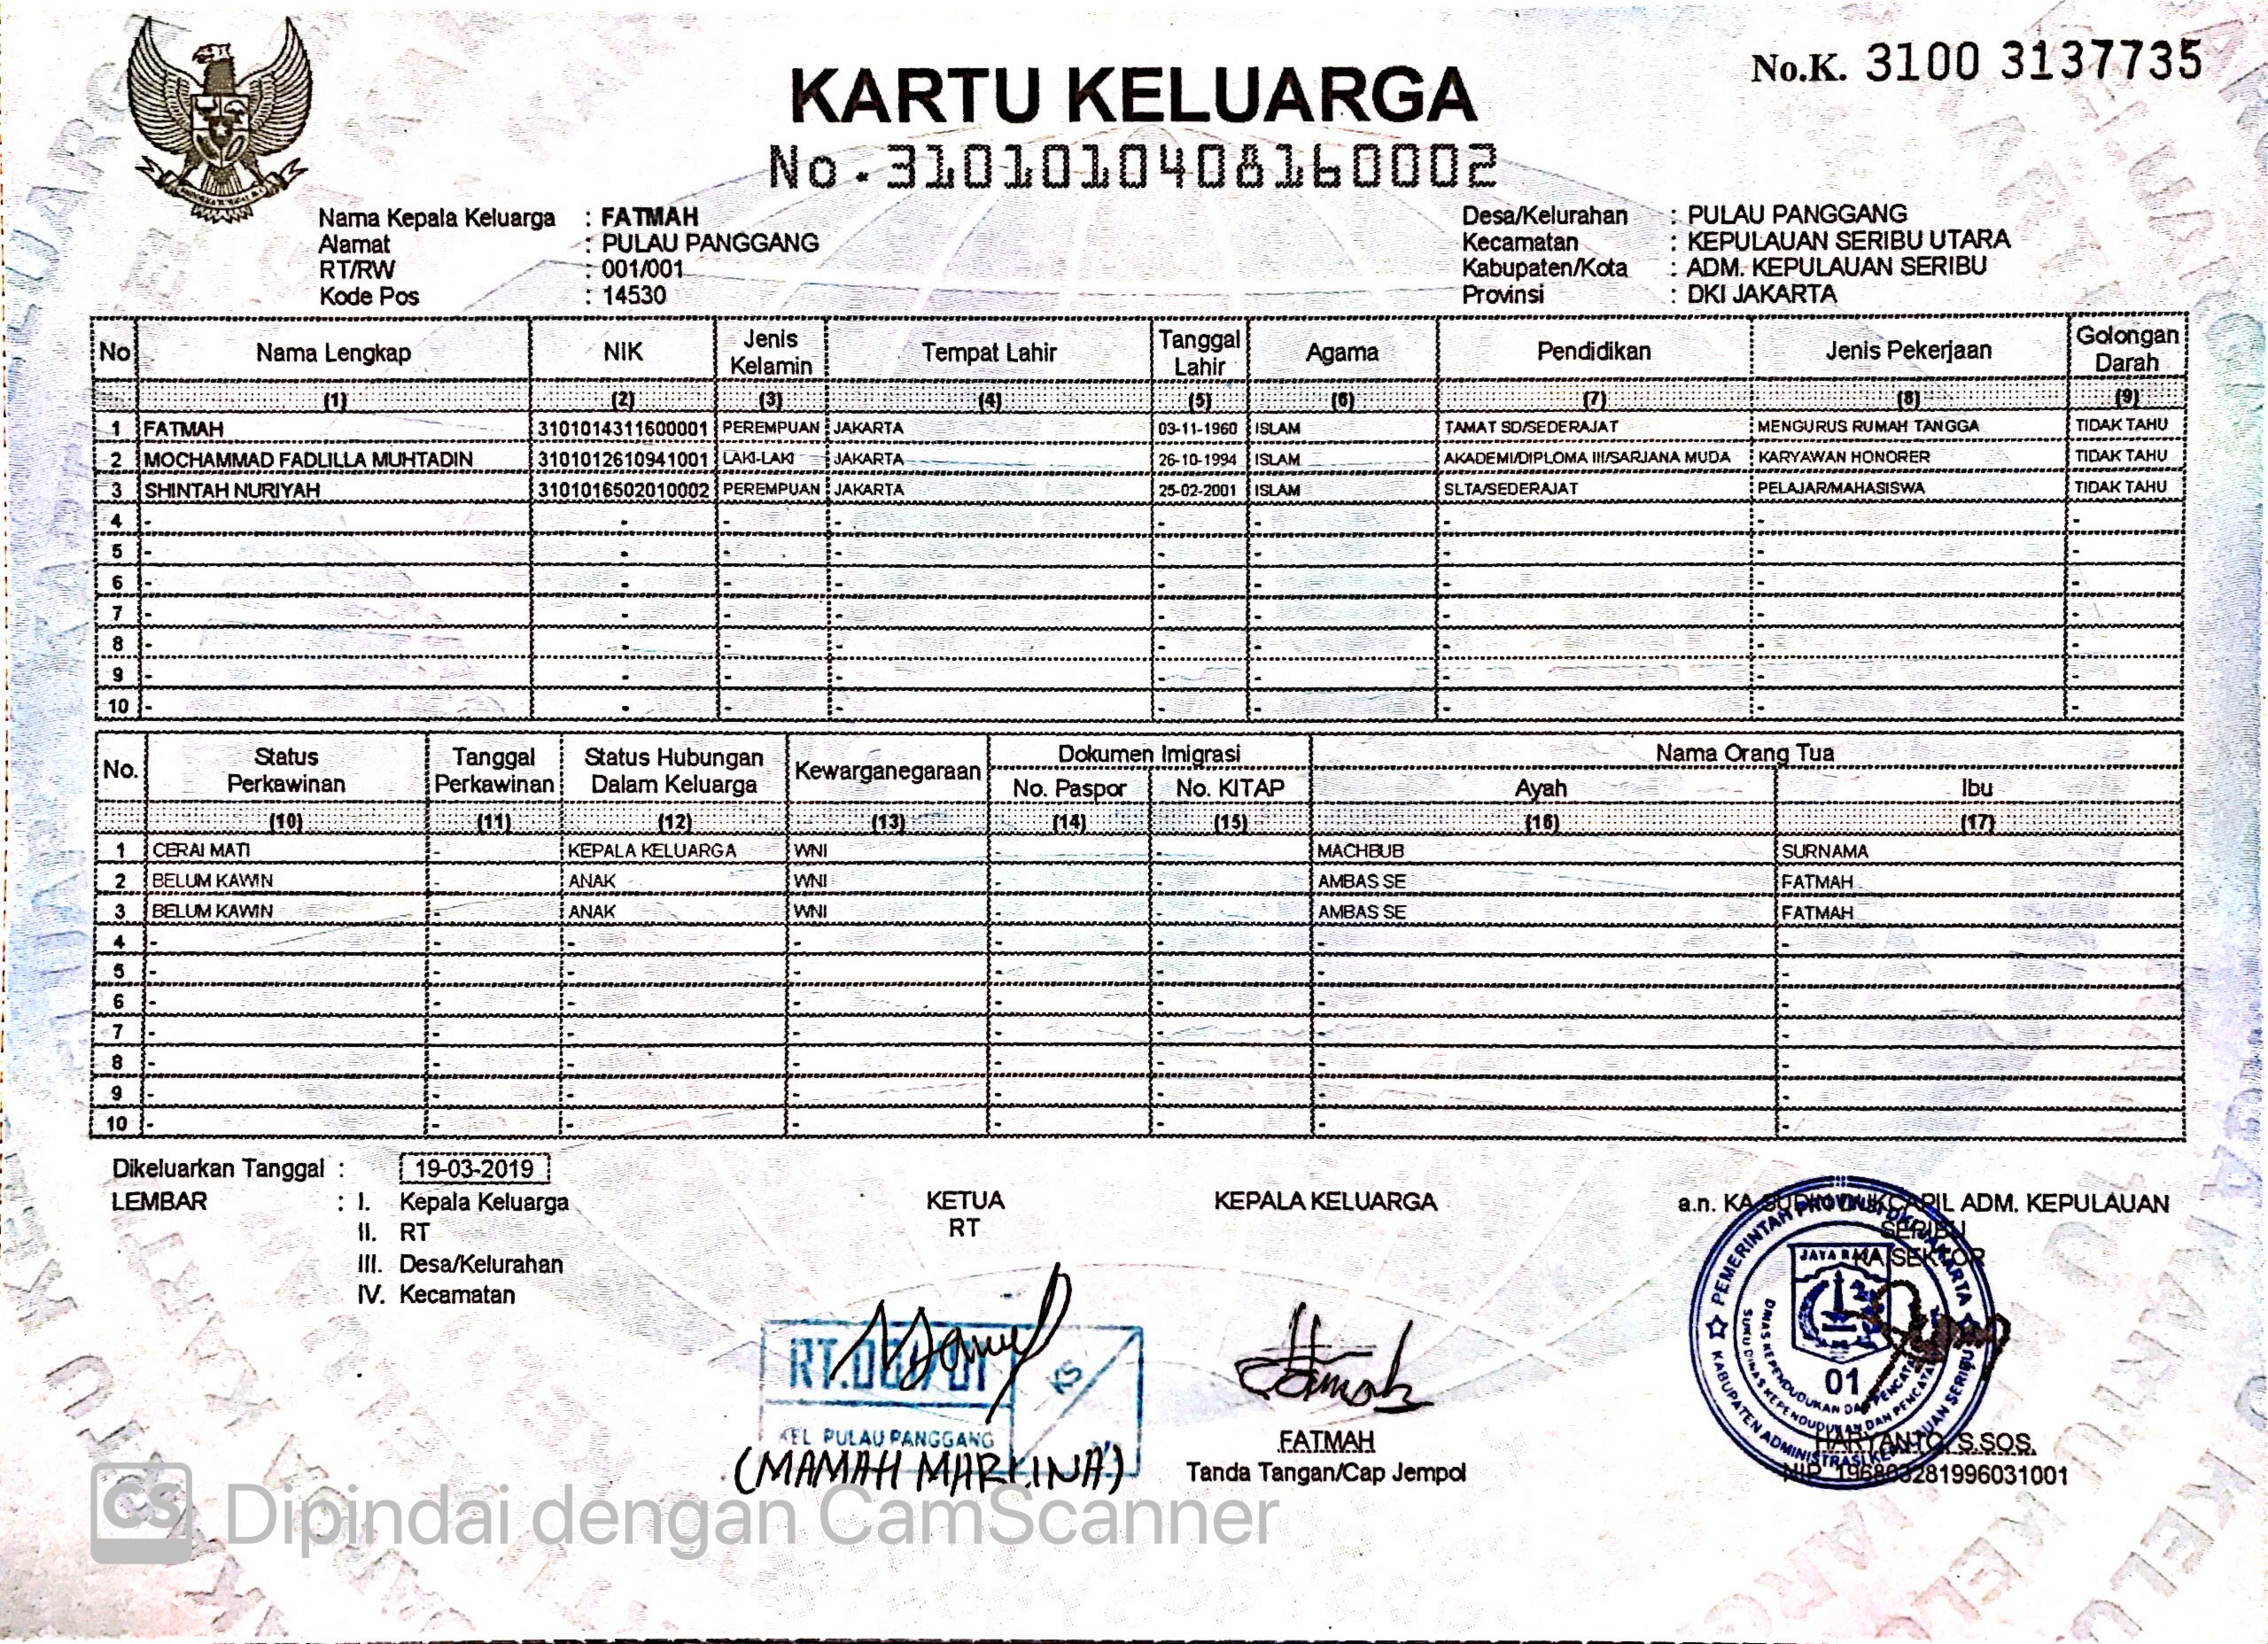 No.K. 3100 3137735
KARTU KELUARGA
No. 3101010408160002
Nama Kepala Keluarga : FATMAH
Alamat : PULAU PANGGANG
RT/RW : 001/001
Kode Pos : 14530
Desa/Kelurahan : PULAU PANGGANG
Kecamatan : KEPULAUAN SERIBU UTARA
Kabupaten/Kota : ADM. KEPULAUAN SERIBU
Provinsi : DKI JAKARTA
No Nama Lengkap NIK Jenis Kelamin Tempat Lahir Tanggal Lahir Agama Pendidikan Jenis Pekerjaan Golongan Darah
(1) (2) (3) (4) (5) (6) (7) (8) (9)
1 FATMAH 3101014311600001 PEREMPUAN JAKARTA 03-11-1960 ISLAM TAMAT SD/SEDERAJAT MENGURUS RUMAH TANGGA TIDAK TAHU
2 MOCHAMMAD FADLILLA MUHTADIN 3101012610941001 LAKI-LAKI JAKARTA 26-10-1994 ISLAM AKADEMI/DIPLOMA III/SARJANA MUDA KARYAWAN HONORER TIDAK TAHU
3 SHINTAH NURIYAH 3101016502010002 PEREMPUAN JAKARTA 25-02-2001 ISLAM SLTA/SEDERAJAT PELAJAR/MAHASISWA TIDAK TAHU
4 - - - - - - - - -
5 - - - - - - - - -
6 - - - - - - - - -
7 - - - - - - - - -
8 - - - - - - - - -
9 - - - - - - - - -
10 - - - - - - - - -
No. Status Perkawinan Tanggal Perkawinan Status Hubungan Dalam Keluarga Kewarganegaraan Dokumen Imigrasi Nama Orang Tua
No. Paspor No. KITAP Ayah Ibu
(10) (11) (12) (13) (14) (15) (16) (17)
1 CERAI MATI - KEPALA KELUARGA WNI - - MACHBUB SURNAMA
2 BELUM KAWIN - ANAK WNI - - AMBAS SE FATMAH
3 BELUM KAWIN - ANAK WNI - - AMBAS SE FATMAH
4 - - - - - - - -
5 - - - - - - - -
6 - - - - - - - -
7 - - - - - - - -
8 - - - - - - - -
9 - - - - - - - -
10 - - - - - - - -
Dikeluarkan Tanggal : 19-03-2019
LEMBAR : I. Kepala Keluarga
II. RT
III. Desa/Kelurahan
IV. Kecamatan
KETUA
RT
KEL. PULAU PANGGANG
KEPALA KELUARGA
FATMAH
Tanda Tangan/Cap Jempol
a.n. KA.SUDIN DUKCAPIL ADM. KEPULAUAN
SERIBU
KA SEKTOR
PEMERINTAH PROVINSI DKI JAKARTA
JAYA RAYA
01
SUKU DINAS KEPENDUDUKAN DAN PENCATATAN
KABUPATEN ADMINISTRASI KEPULAUAN SERIBU
HARYANTO, S.SOS.
NIP. 196803281996031001
CS Dipindai dengan CamScanner